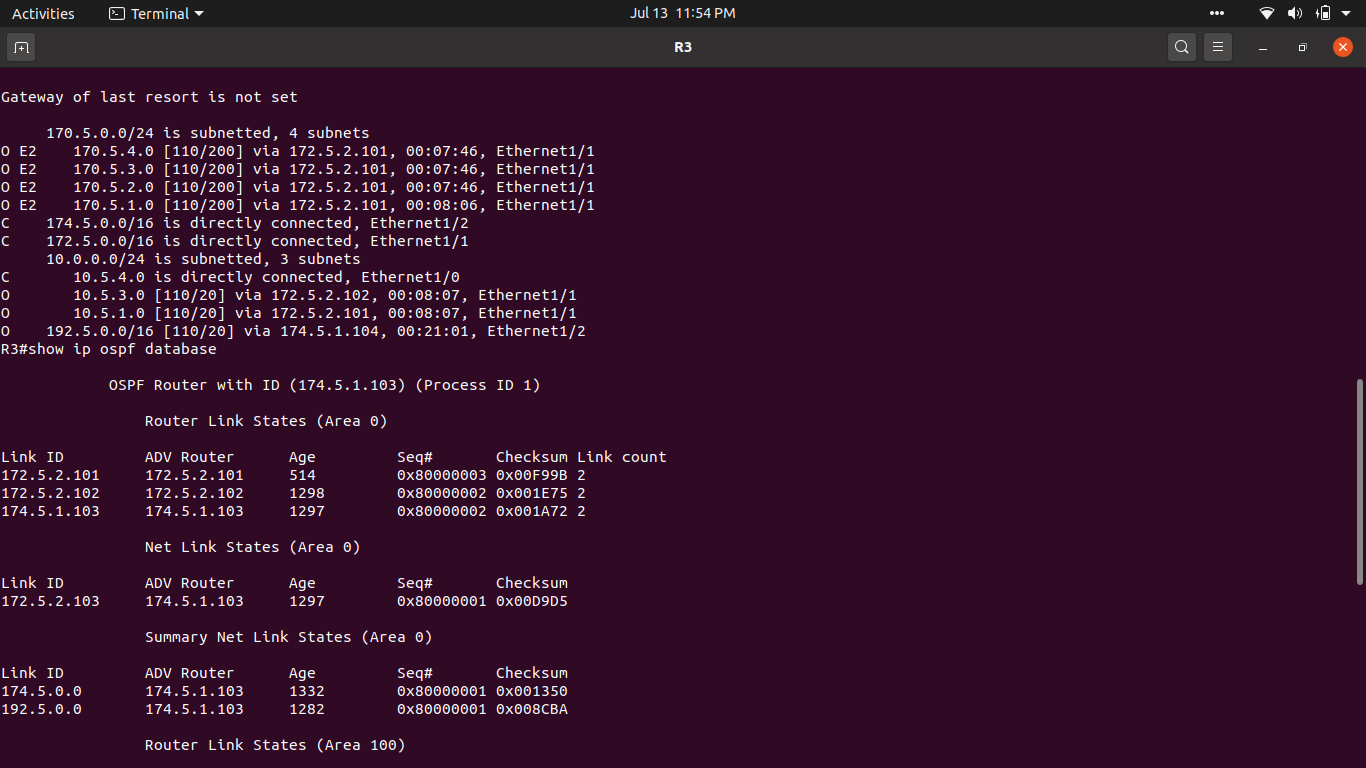 Activities Terminal Jul 13 11:54 PM
R3
Gateway of last resort is not set
170.5.0.0/24 is subnetted, 4 subnets
O E2 170.5.4.0 [110/200] via 172.5.2.101, 00:07:46, Ethernet1/1
O E2 170.5.3.0 [110/200] via 172.5.2.101, 00:07:46, Ethernet1/1
O E2 170.5.2.0 [110/200] via 172.5.2.101, 00:07:46, Ethernet1/1
O E2 170.5.1.0 [110/200] via 172.5.2.101, 00:08:06, Ethernet1/1
C 174.5.0.0/16 is directly connected, Ethernet1/2
C 172.5.0.0/16 is directly connected, Ethernet1/1
10.0.0.0/24 is subnetted, 3 subnets
C 10.5.4.0 is directly connected, Ethernet1/0
O 10.5.3.0 [110/20] via 172.5.2.102, 00:08:07, Ethernet1/1
O 10.5.1.0 [110/20] via 172.5.2.101, 00:08:07, Ethernet1/1
O 192.5.0.0/16 [110/20] via 174.5.1.104, 00:21:01, Ethernet1/2
R3#show ip ospf database
OSPF Router with ID (174.5.1.103) (Process ID 1)
Router Link States (Area 0)
Link ID ADV Router Age Seq# Checksum Link count
172.5.2.101 172.5.2.101 514 0x80000003 0x00F99B 2
172.5.2.102 172.5.2.102 1298 0x80000002 0x001E75 2
174.5.1.103 174.5.1.103 1297 0x80000002 0x001A72 2
Net Link States (Area 0)
Link ID ADV Router Age Seq# Checksum
172.5.2.103 174.5.1.103 1297 0x80000001 0x00D9D5
Summary Net Link States (Area 0)
Link ID ADV Router Age Seq# Checksum
174.5.0.0 174.5.1.103 1332 0x80000001 0x001350
192.5.0.0 174.5.1.103 1282 0x80000001 0x008CBA
Router Link States (Area 100)